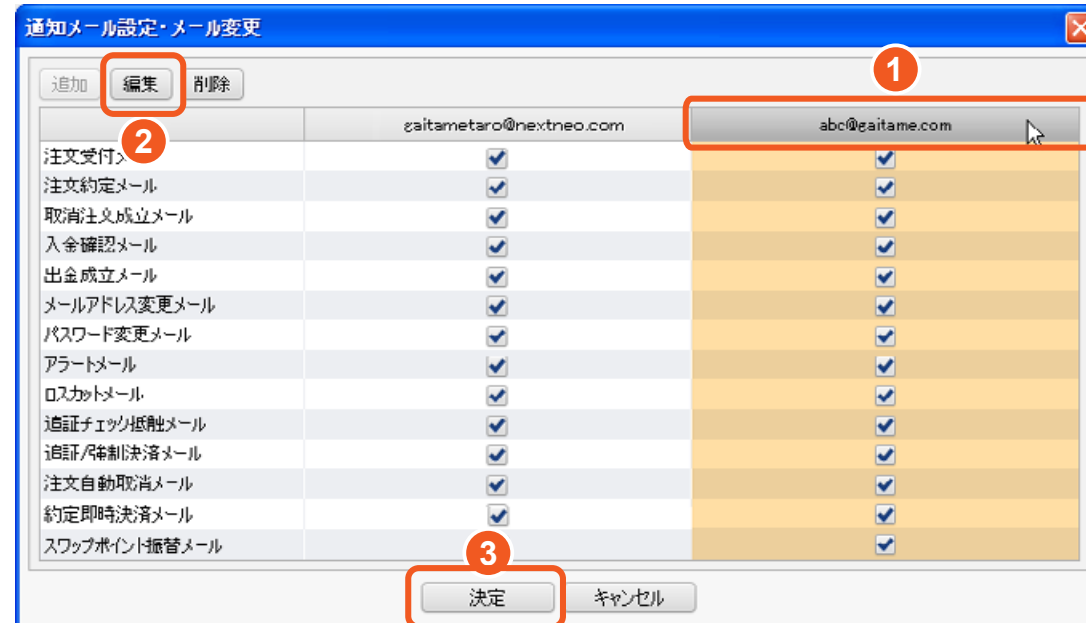 通知メール設定・メール変更
追加 編集 削除
1
2
gaitametaro@nextneo.com abc@gaitame.com
注文受付メ
注文約定メール
取消注文成立メール
入金確認メール
出金成立メール
メールアドレス変更メール
パスワード変更メール
アラートメール
ロスカットメール
追証チェック抵触メール
追証/強制決済メール
注文自動取消メール
約定即時決済メール
スワップポイント振替メール
3
決定 キャンセル